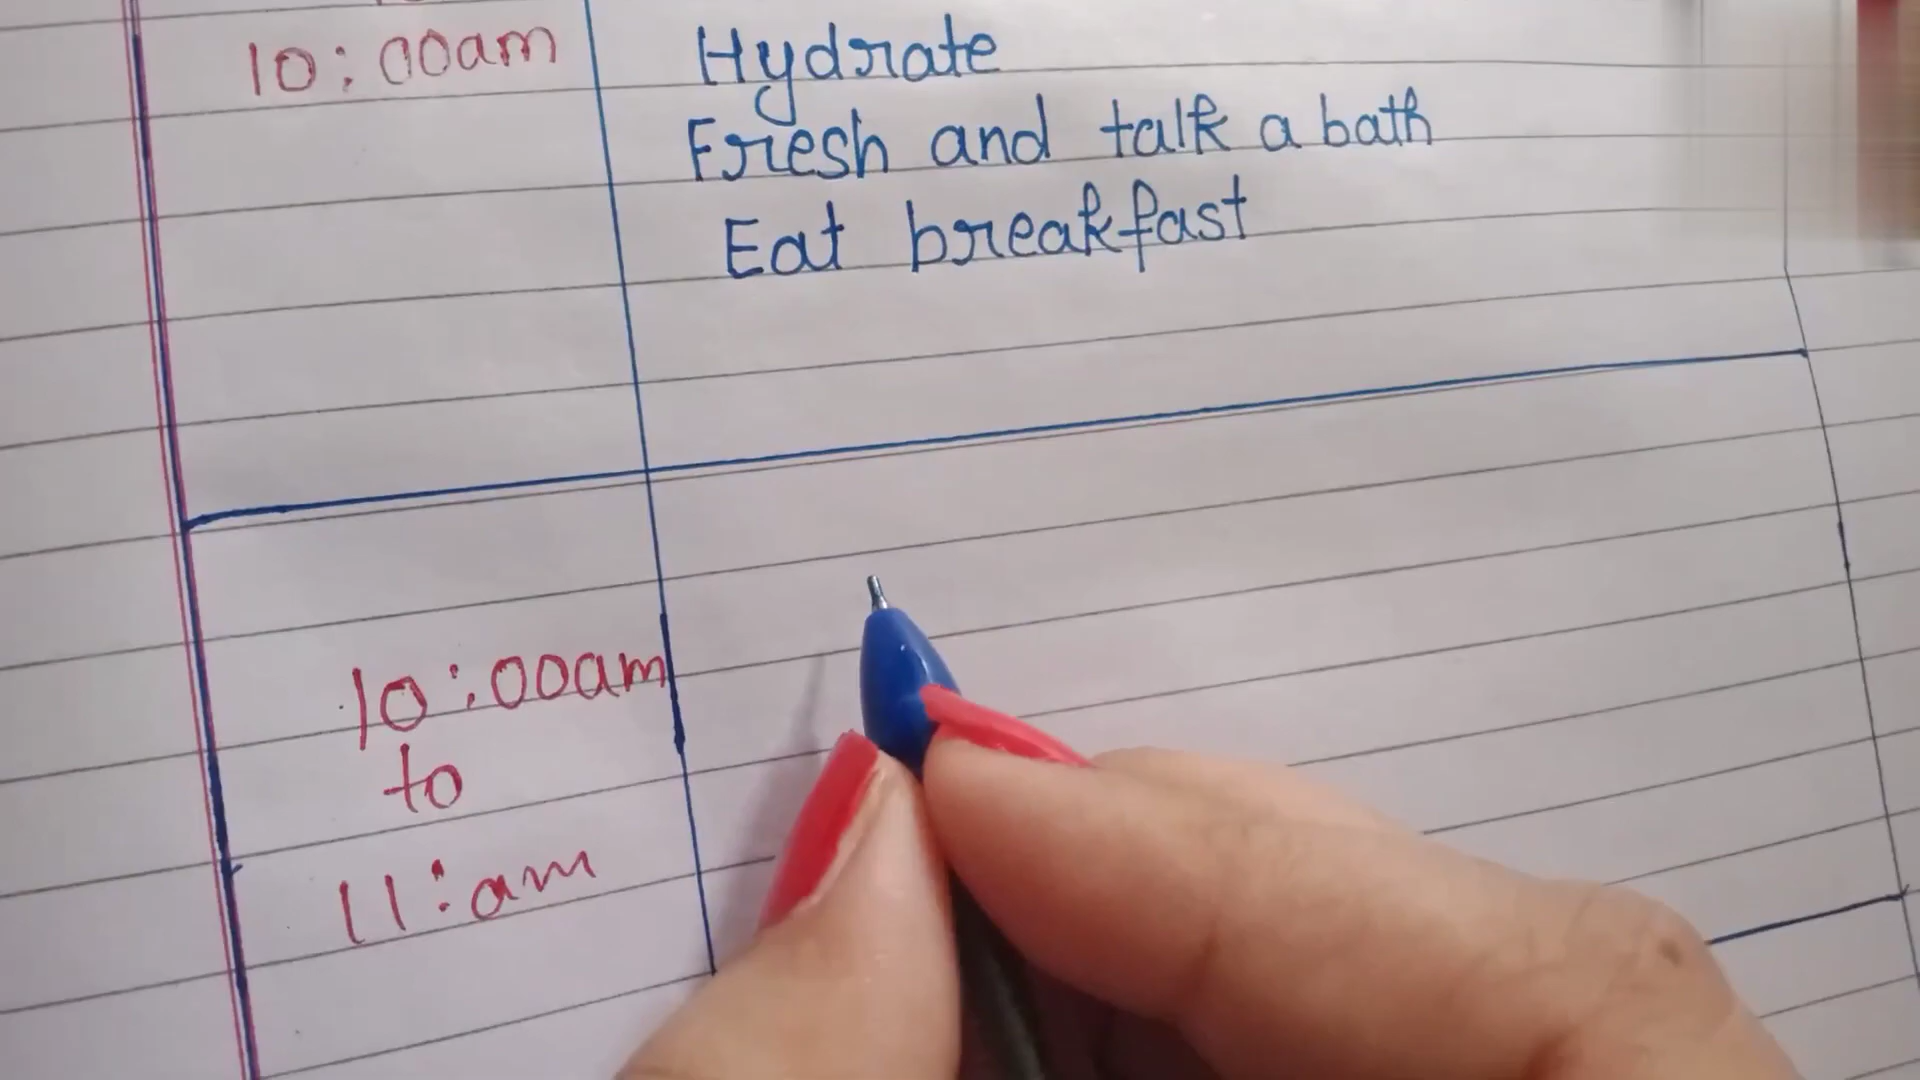 10:00am Hydrate
Fresh and talk a bath
Eat breakfast
10:00am
to
11:am